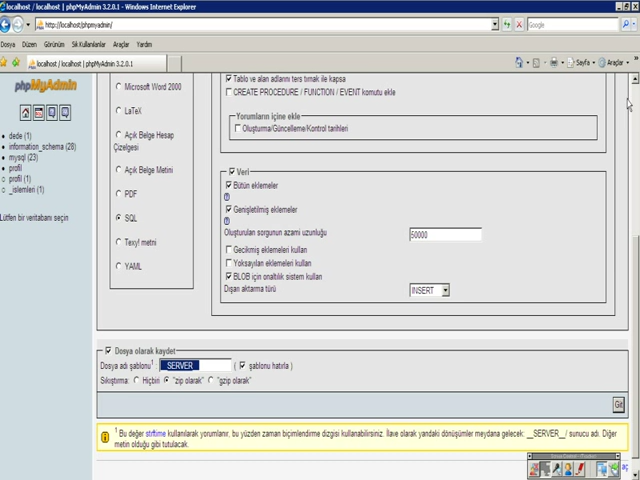 localhost / localhost | phpMyAdmin 3.2.0.1 - Windows Internet Explorer
http://localhost/phpmyadmin/
Google
Dosya Düzen Görünüm Sık Kullanılanlar Araçlar Yardım
localhost / localhost | phpMyAdmin 3.2.0.1
Sayfa Araçlar
phpMyAdmin
dede (1)
information_schema (28)
mysql (23)
profil
profil (1)
_islemleri (1)
Lütfen bir veritabanı seçin
Microsoft Word 2000
LaTeX
Açık Belge Hesap
Çizelgesi
Açık Belge Metini
PDF
SQL
Texy! metni
YAML
Tablo ve alan adlarını ters tırnak ile kapsa
CREATE PROCEDURE / FUNCTION / EVENT komutu ekle
Yorumların içine ekle
Oluşturma/Güncelleme/Kontrol tarihleri
Veri
Bütün eklemeler
Genişletilmiş eklemeler
Oluşturulan sorgunun azami uzunluğu 50000
Gecikmiş eklemeleri kullan
Yoksayılan eklemeleri kullan
BLOB için onaltılık sistem kullan
Dışarı aktarma türü INSERT
Dosya olarak kaydet
Dosya adı şablonu1 : __SERVER__ ( şablonu hatırla )
Sıkıştırma: Hiçbiri "zip olarak" "gzip olarak"
Git
1 Bu değer strftime kullanılarak yorumlanır, bu yüzden zaman biçimlendirme dizgisi kullanabilirsiniz. İlave olarak yandaki dönüşümler meydana gelecek: __SERVER__/ sunucu adı. Diğer
metin olduğu gibi tutulacak.